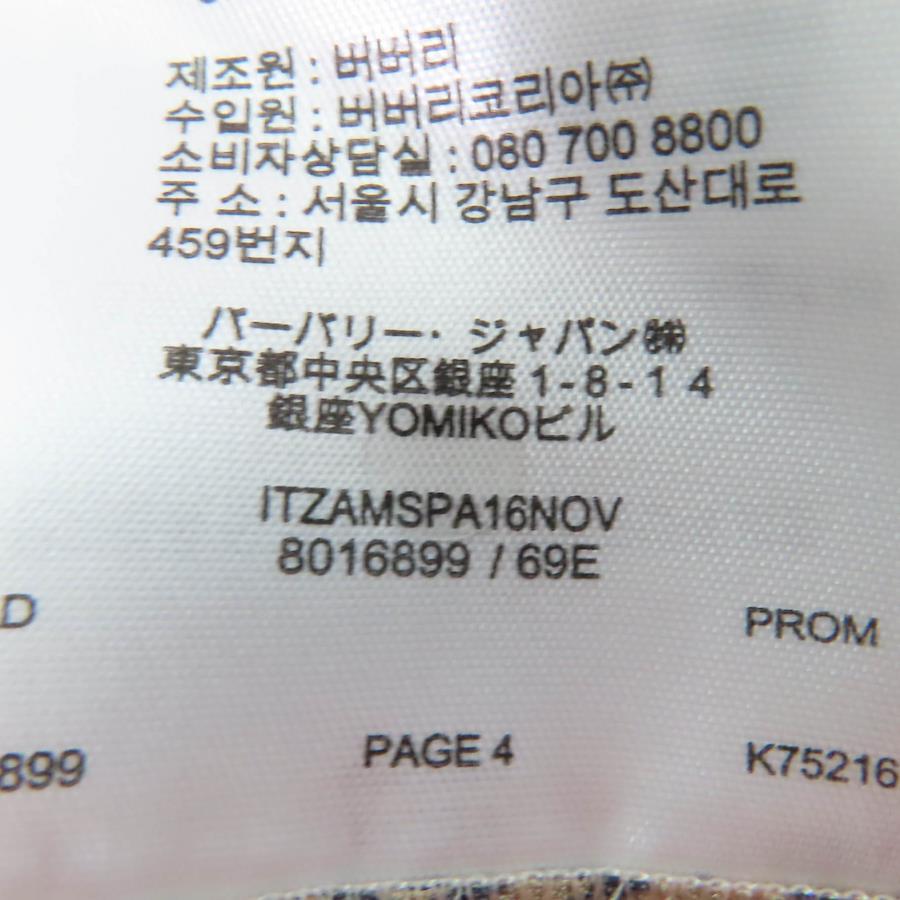 제조원 : 버버리
수입원 : 버버리코리아㈜
소비자상담실 : 080 700 8800
주 소 : 서울시 강남구 도산대로
459번지
バーバリー・ジャパン㈱
東京都中央区銀座 1-8-14
銀座YOMIKOビル
ITZAMSPA16NOV
8016899 / 69E
D
PROM
899
PAGE 4
K75216